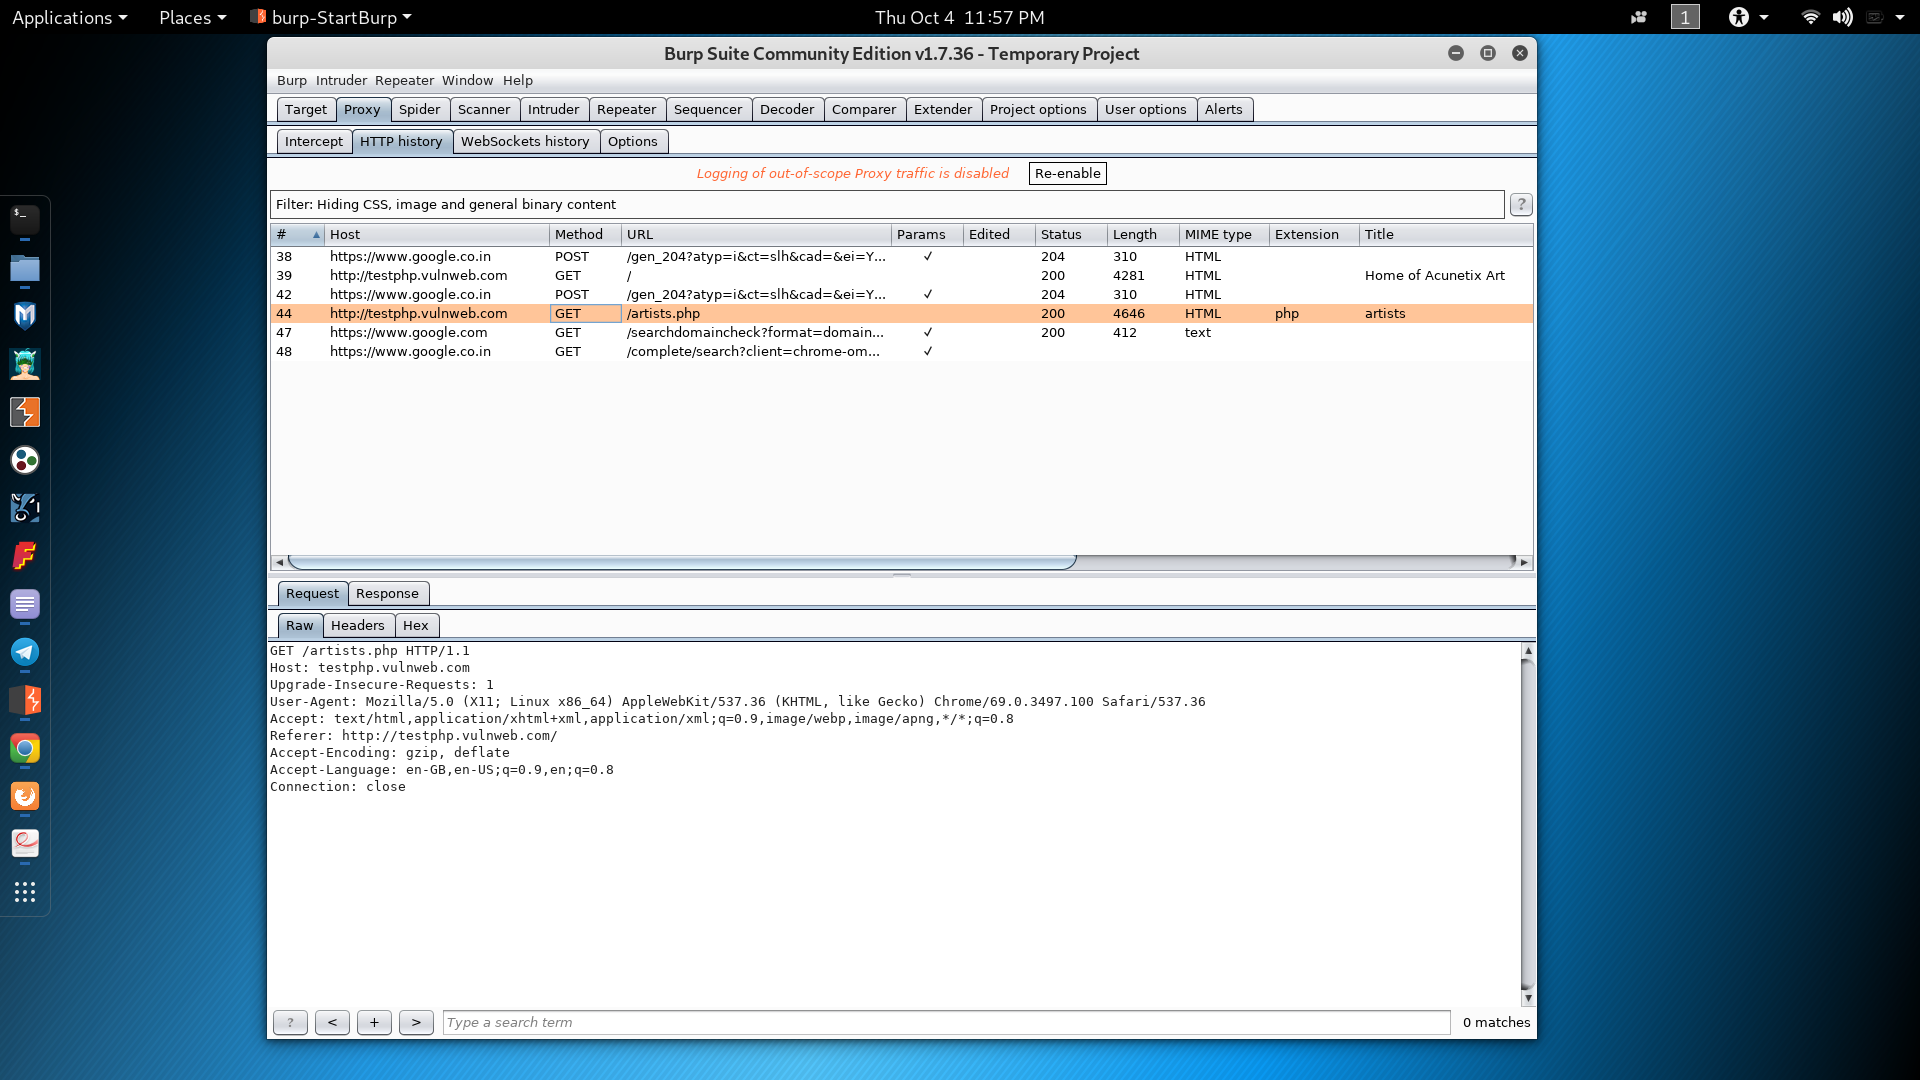 Applications Places burp-StartBurp Thu Oct 4 11:57 PM 1
Burp Suite Community Edition v1.7.36 - Temporary Project
Burp Intruder Repeater Window Help
Target Proxy Spider Scanner Intruder Repeater Sequencer Decoder Comparer Extender Project options User options Alerts
Intercept HTTP history WebSockets history Options
Logging of out-of-scope Proxy traffic is disabled Re-enable
Filter: Hiding CSS, image and general binary content ?
# Host Method URL Params Edited Status Length MIME type Extension Title
38 https://www.google.co.in POST /gen_204?atyp=i&ct=slh&cad=&ei=Y... ✓ 204 310 HTML
39 http://testphp.vulnweb.com GET / 200 4281 HTML Home of Acunetix Art
42 https://www.google.co.in POST /gen_204?atyp=i&ct=slh&cad=&ei=Y... ✓ 204 310 HTML
44 http://testphp.vulnweb.com GET /artists.php 200 4646 HTML php artists
47 https://www.google.com GET /searchdomaincheck?format=domain... ✓ 200 412 text
48 https://www.google.co.in GET /complete/search?client=chrome-om... ✓
Request Response
Raw Headers Hex
GET /artists.php HTTP/1.1
Host: testphp.vulnweb.com
Upgrade-Insecure-Requests: 1
User-Agent: Mozilla/5.0 (X11; Linux x86_64) AppleWebKit/537.36 (KHTML, like Gecko) Chrome/69.0.3497.100 Safari/537.36
Accept: text/html,application/xhtml+xml,application/xml;q=0.9,image/webp,image/apng,*/*;q=0.8
Referer: http://testphp.vulnweb.com/
Accept-Encoding: gzip, deflate
Accept-Language: en-GB,en-US;q=0.9,en;q=0.8
Connection: close
? < + > Type a search term 0 matches